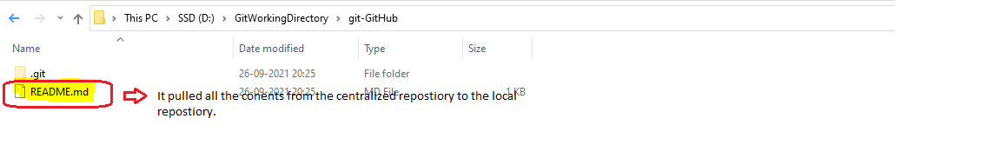 This PC > SSD (D:) > GitWorkingDirectory > git-GitHub
Name Date modified Type Size
.git 26-09-2021 20:25 File folder
README.md 26-09-2021 20:25 MD File 1 KB
It pulled all the conents from the centralized repostiory to the local
repostiory.